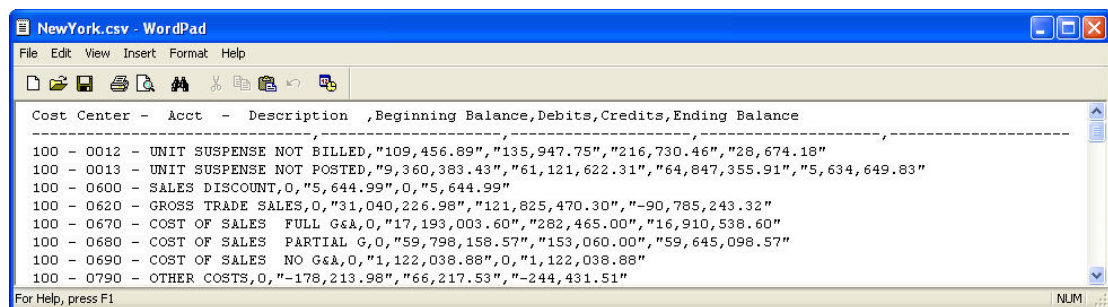 NewYork.csv - WordPad
File Edit View Insert Format Help
Cost Center - Acct - Description ,Beginning Balance,Debits,Credits,Ending Balance
------------------------------,--------------------,--------------------,--------------------,--------------------
100 - 0012 - UNIT SUSPENSE NOT BILLED,"109,456.89","135,947.75","216,730.46","28,674.18"
100 - 0013 - UNIT SUSPENSE NOT POSTED,"9,360,383.43","61,121,622.31","64,847,355.91","5,634,649.83"
100 - 0600 - SALES DISCOUNT,0,"5,644.99",0,"5,644.99"
100 - 0620 - GROSS TRADE SALES,0,"31,040,226.98","121,825,470.30","-90,785,243.32"
100 - 0670 - COST OF SALES  FULL G&A,0,"17,193,003.60","282,465.00","16,910,538.60"
100 - 0680 - COST OF SALES  PARTIAL G,0,"59,798,158.57","153,060.00","59,645,098.57"
100 - 0690 - COST OF SALES  NO G&A,0,"1,122,038.88",0,"1,122,038.88"
100 - 0790 - OTHER COSTS,0,"-178,213.98","66,217.53","-244,431.51"
For Help, press F1 NUM